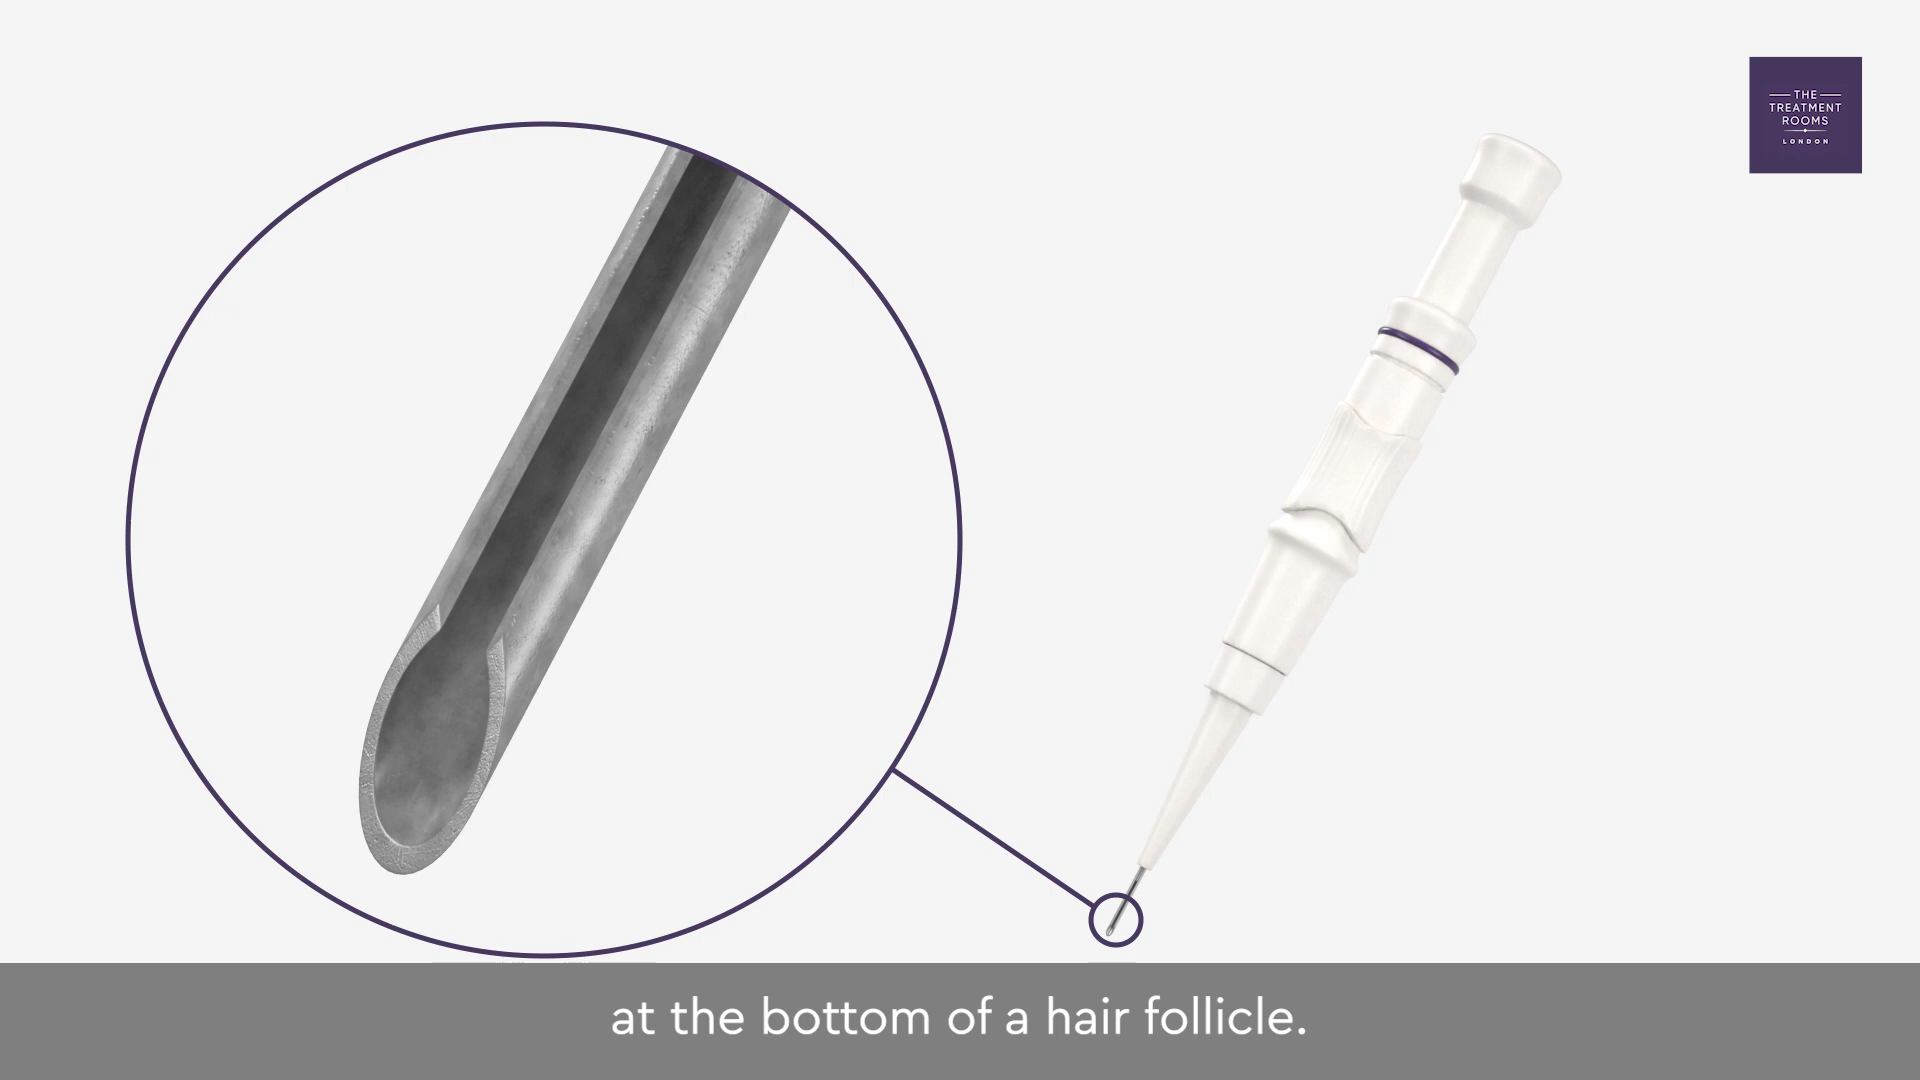 THE
TREATMENT
ROOMS
LONDON
at the bottom of a hair follicle.